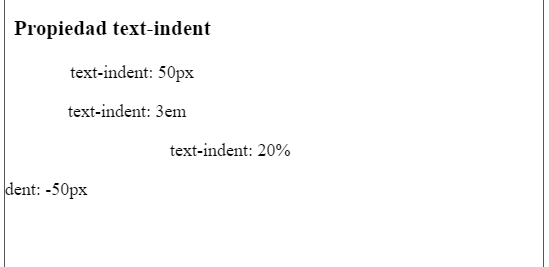 Propiedad text-indent
text-indent: 50px
text-indent: 3em
text-indent: 20%
dent: -50px